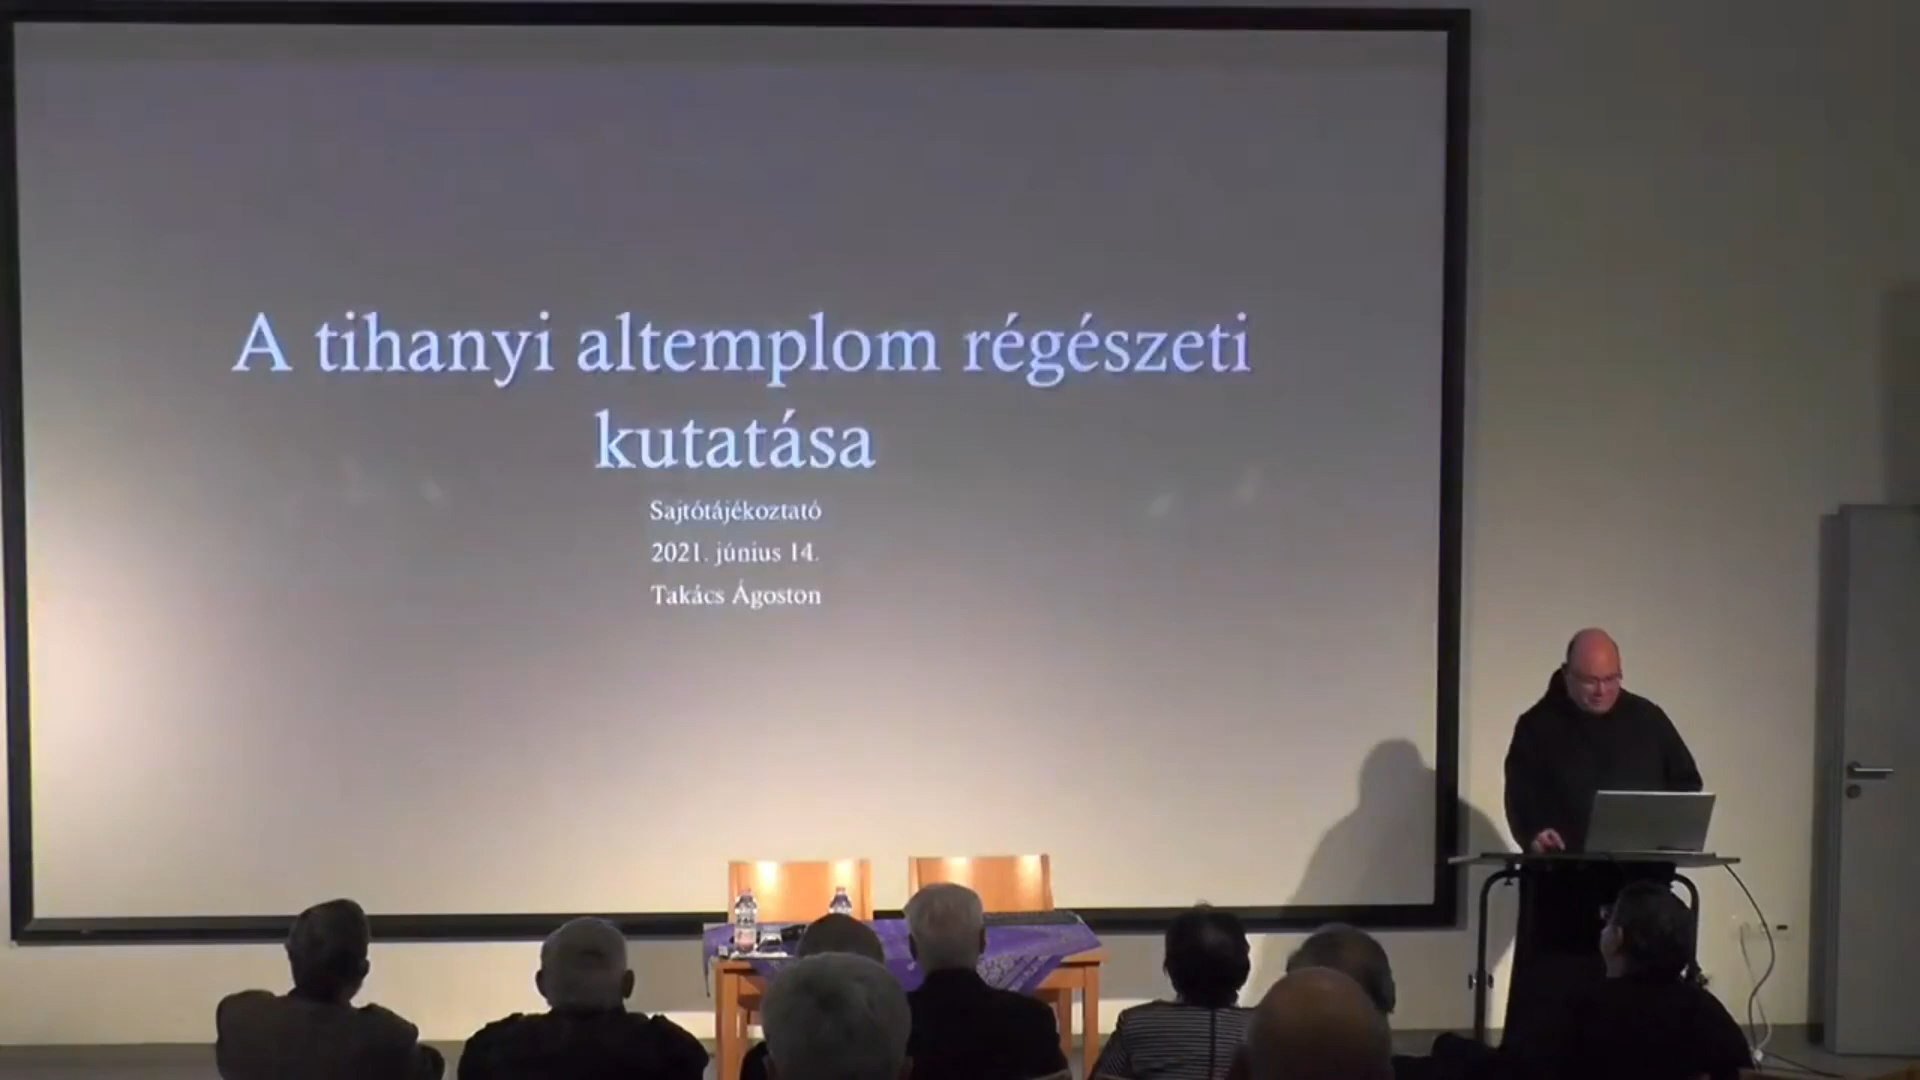 A tihanyi altemplom régészeti
kutatása
Sajtótájékoztató
2021. június 14.
Takács Ágoston